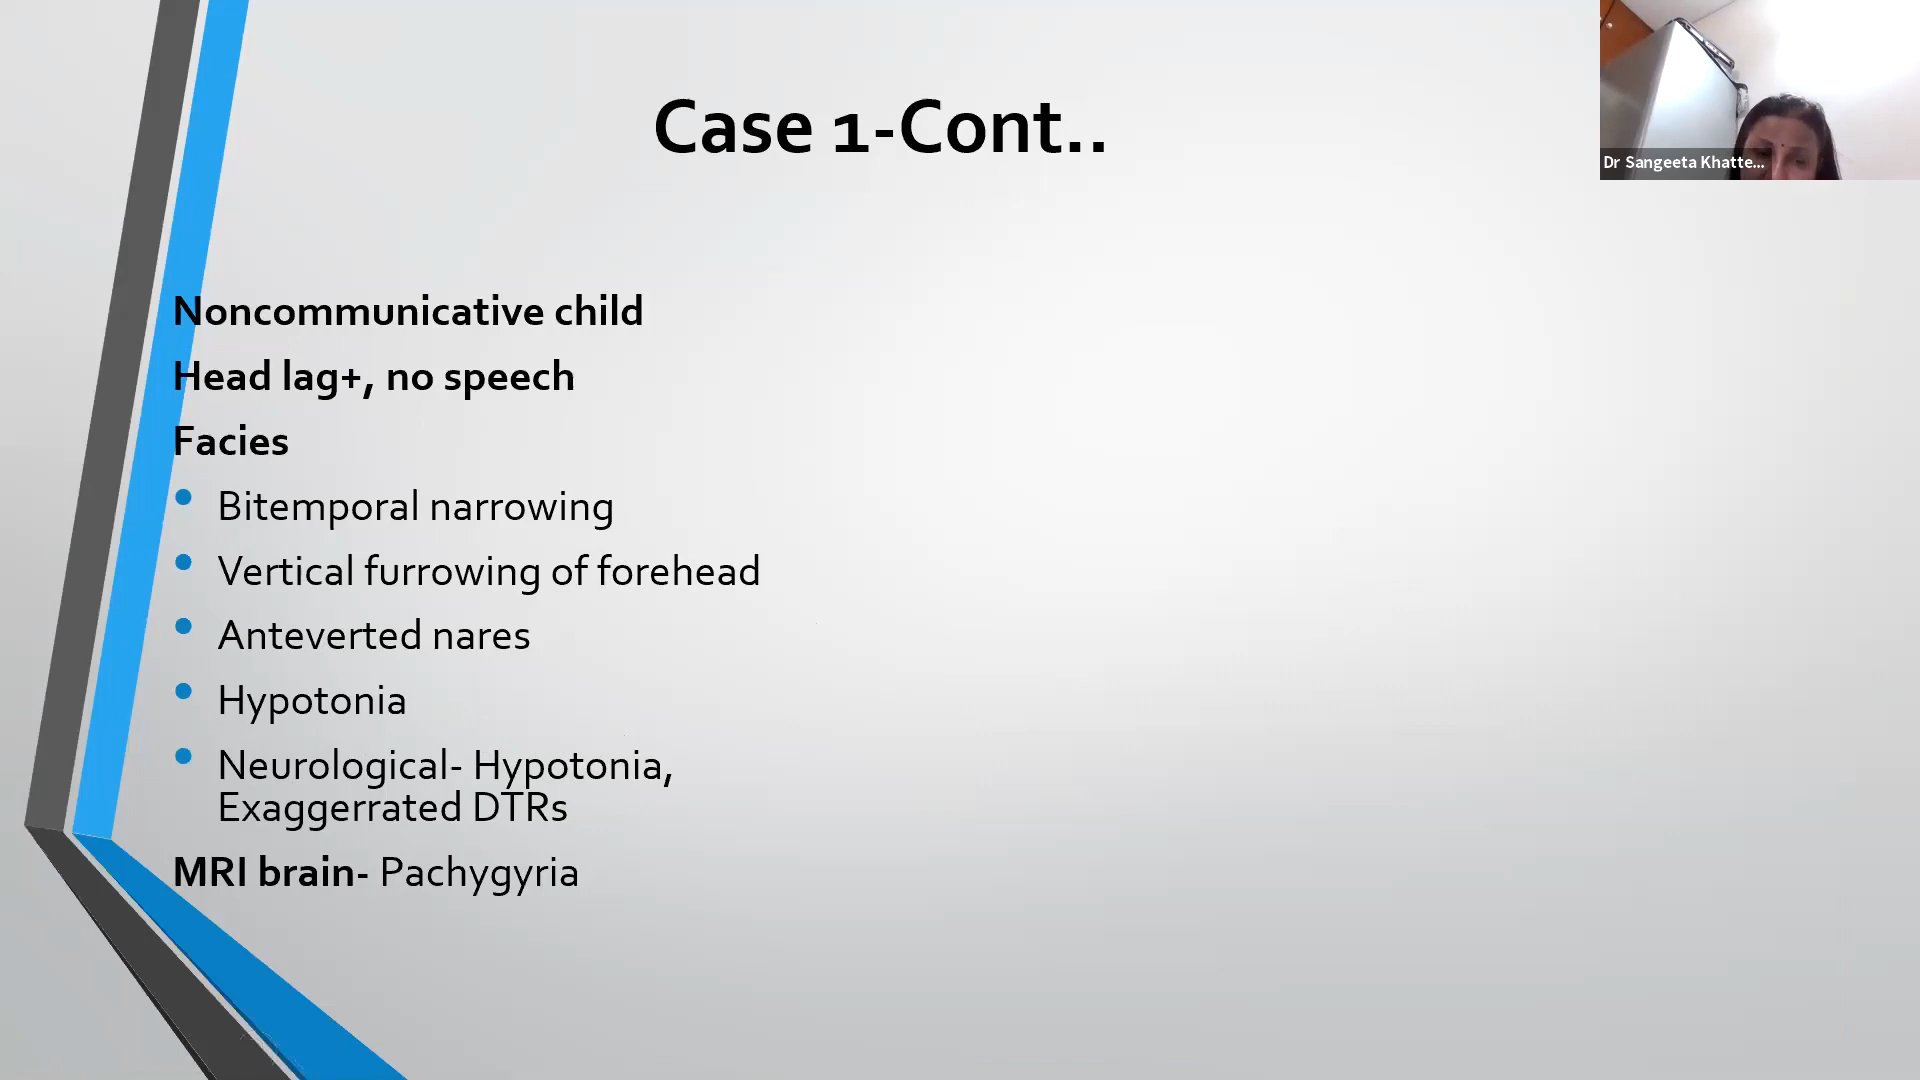 Case 1-Cont..
Dr Sangeeta Khatte...
Noncommunicative child
Head lag+, no speech
Facies
• Bitemporal narrowing
• Vertical furrowing of forehead
• Anteverted nares
• Hypotonia
• Neurological- Hypotonia,
Exaggerrated DTRs
MRI brain- Pachygyria